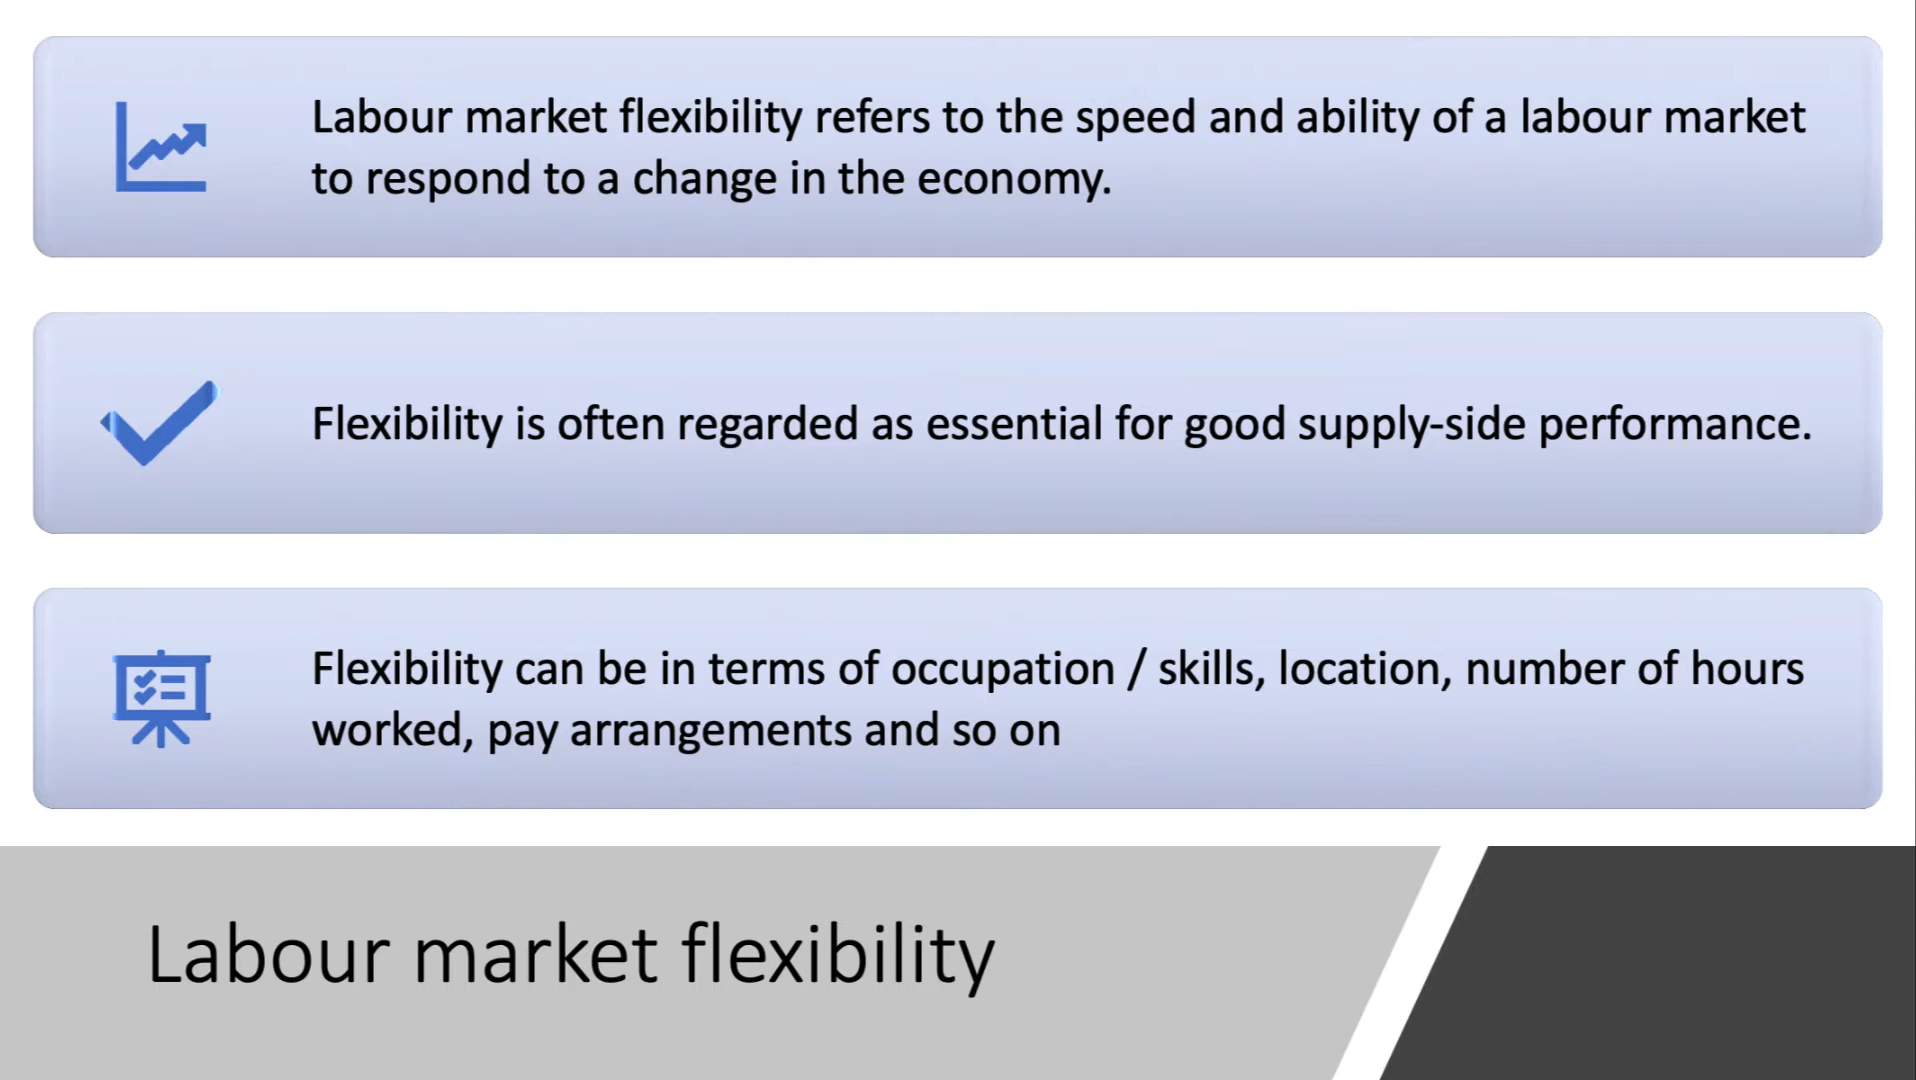 Labour market flexibility refers to the speed and ability of a labour market
to respond to a change in the economy.
Flexibility is often regarded as essential for good supply-side performance.
Flexibility can be in terms of occupation / skills, location, number of hours
worked, pay arrangements and so on
Labour market flexibility